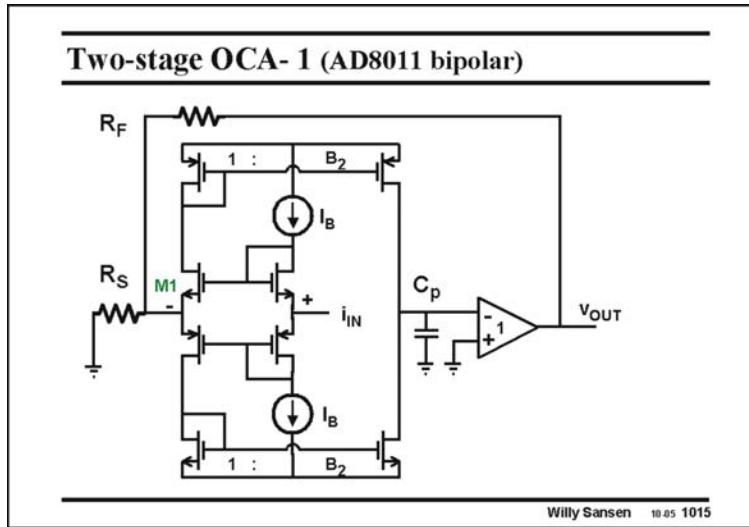 Two-stage OCA- 1 (AD8011 bipolar)
R_F
1 : B_2
I_B
R_S
M1
-
+
i_IN
C_p
-
1
+
v_OUT
I_B
1 : B_2
Willy Sansen 10-05 1015